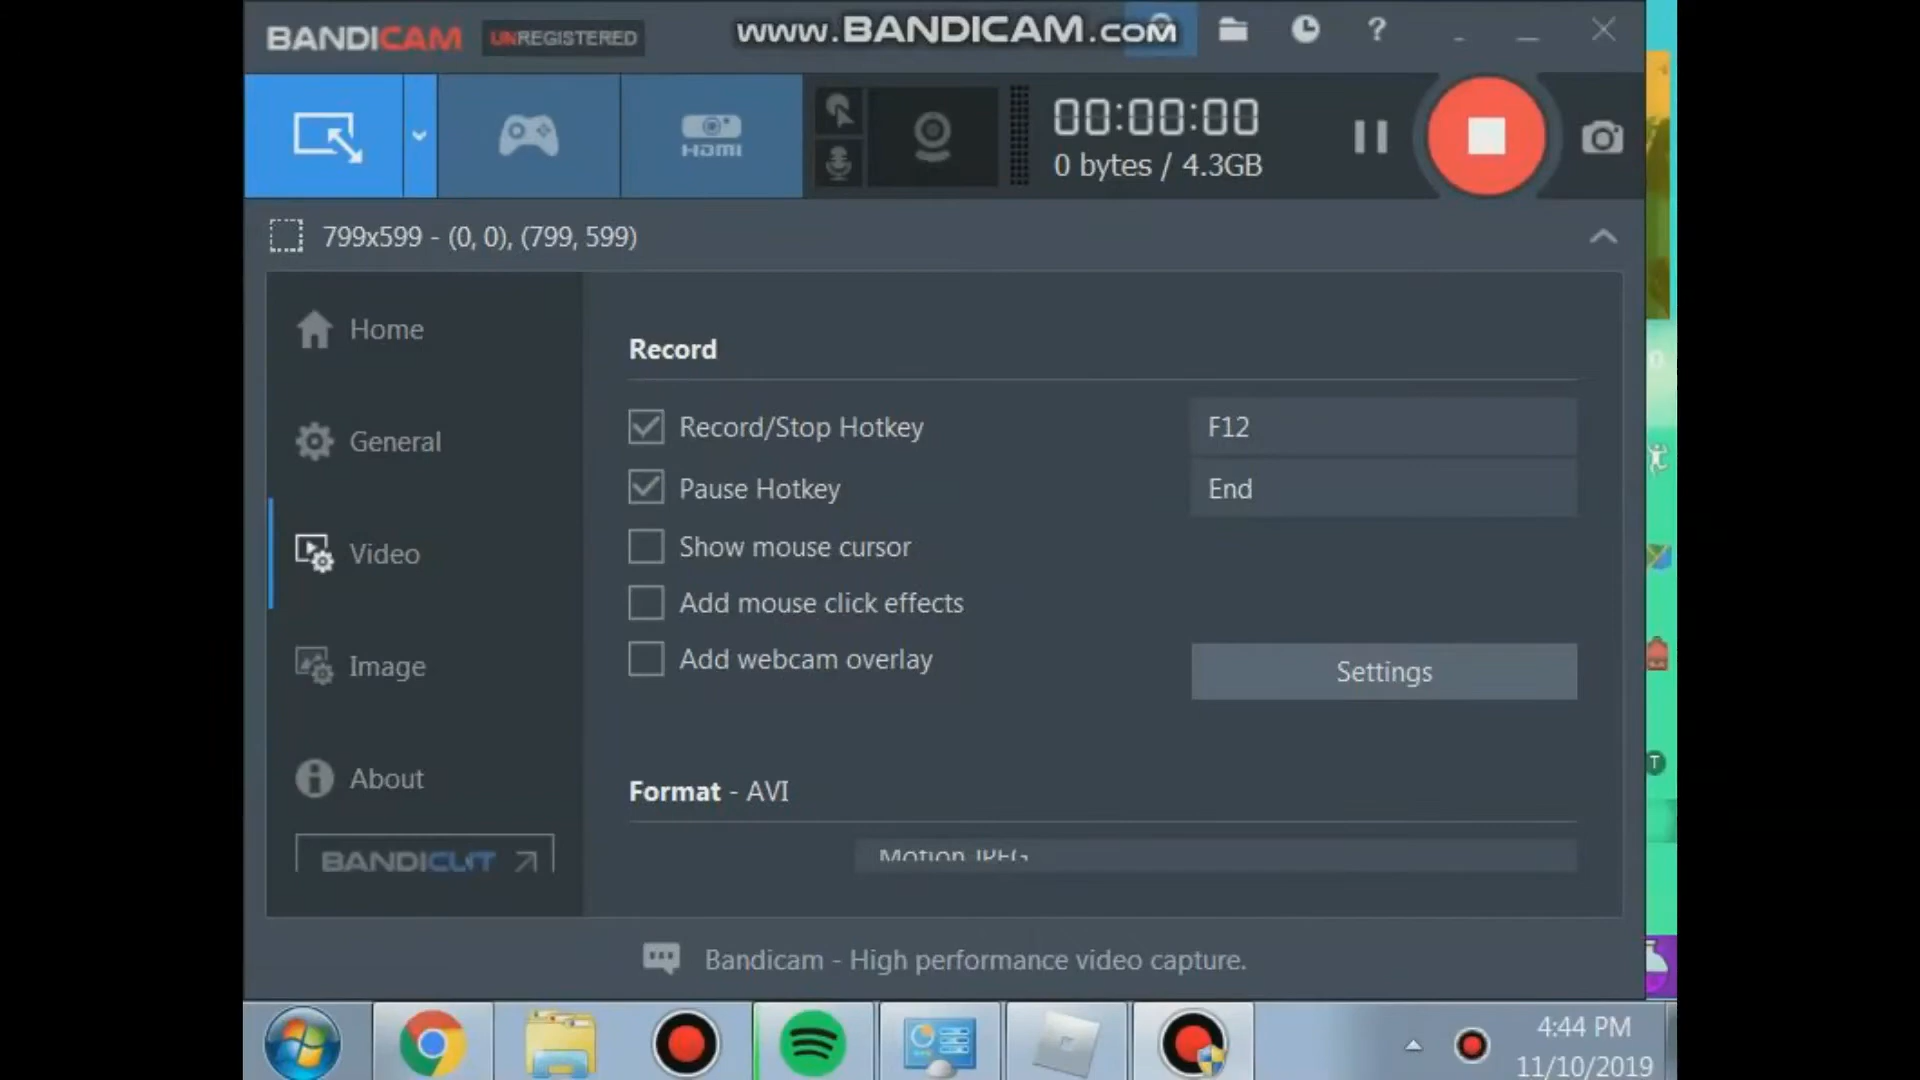 BANDICAM UNREGISTERED
www.BANDICAM.com
?
HDMI
00:00:00
0 bytes / 4.3GB
799x599 - (0, 0), (799, 599)
Home
General
Video
Image
About
BANDICUT
Record
Record/Stop Hotkey F12
Pause Hotkey End
Show mouse cursor
Add mouse click effects
Add webcam overlay Settings
Format - AVI
Motion JPEG
Bandicam - High performance video capture.
T
4:44 PM
11/10/2019